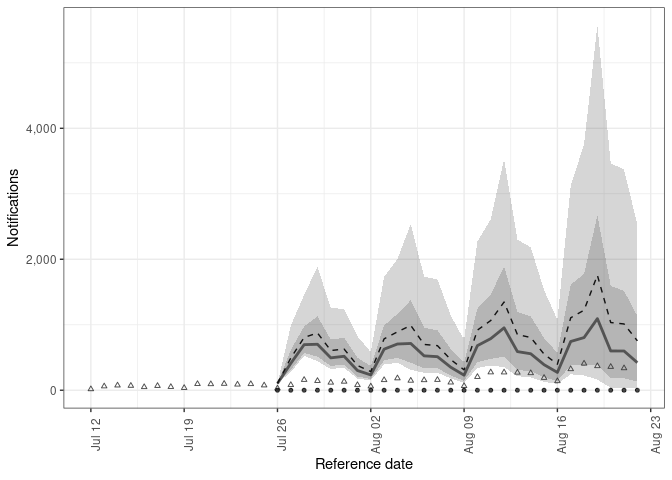 Notifications
4,000
2,000
0
Jul 12
Jul 19
Jul 26
Aug 02
Aug 09
Aug 16
Aug 23
Reference date